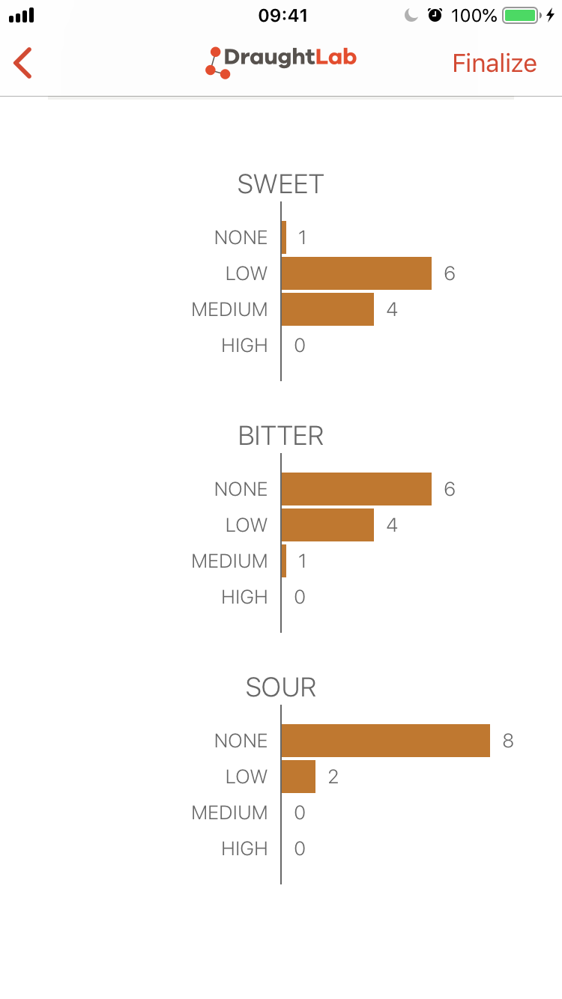 09:41
100%
DraughtLab
Finalize
SWEET
NONE 1
LOW 6
MEDIUM 4
HIGH 0
BITTER
NONE 6
LOW 4
MEDIUM 1
HIGH 0
SOUR
NONE 8
LOW 2
MEDIUM 0
HIGH 0